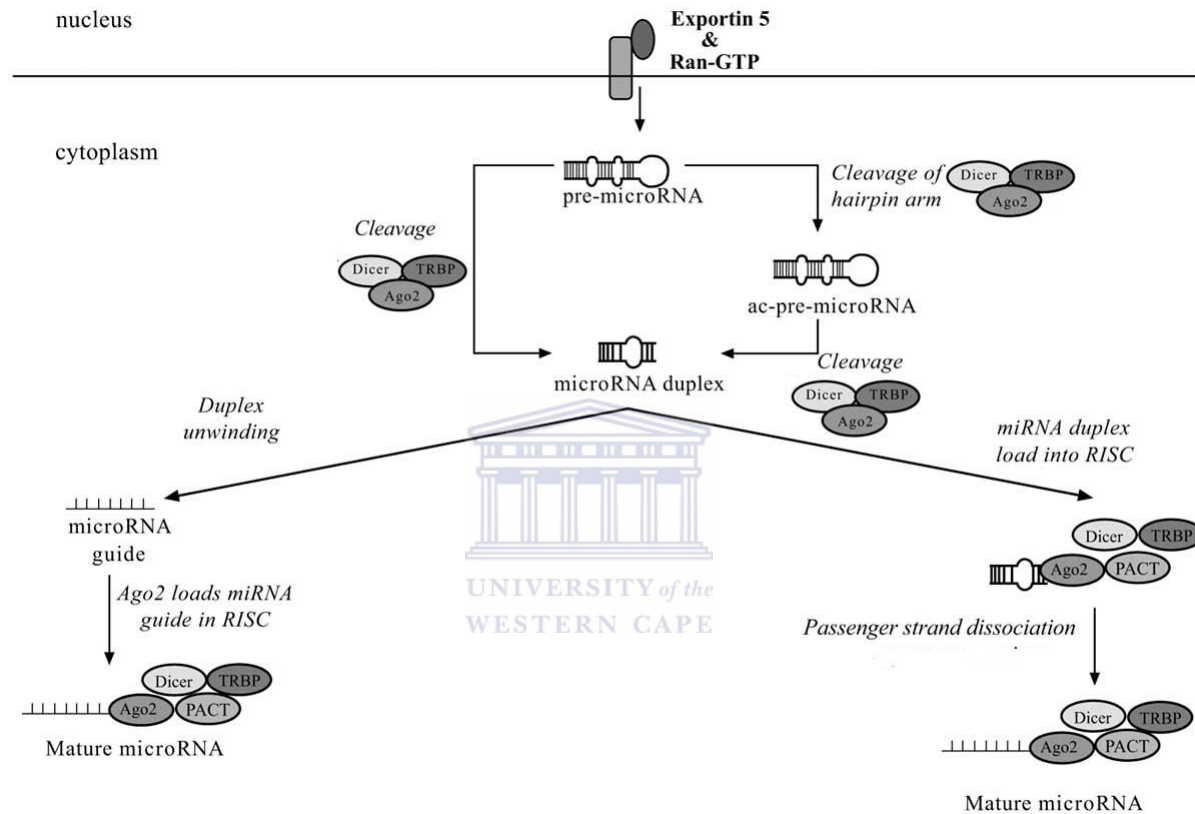 nucleus
Exportin 5
&
Ran-GTP
cytoplasm
pre-microRNA
Cleavage of
hairpin arm
Dicer
TRBP
Ago2
Cleavage
Dicer
TRBP
Ago2
ac-pre-microRNA
microRNA duplex
Cleavage
Dicer
TRBP
Ago2
Duplex
unwinding
miRNA duplex
load into RISC
microRNA
guide
Dicer
TRBP
Ago2
PACT
UNIVERSITY of the
WESTERN CAPE
Ago2 loads miRNA
guide in RISC
Passenger strand dissociation
Dicer
TRBP
Ago2
PACT
Mature microRNA
Dicer
TRBP
Ago2
PACT
Mature microRNA